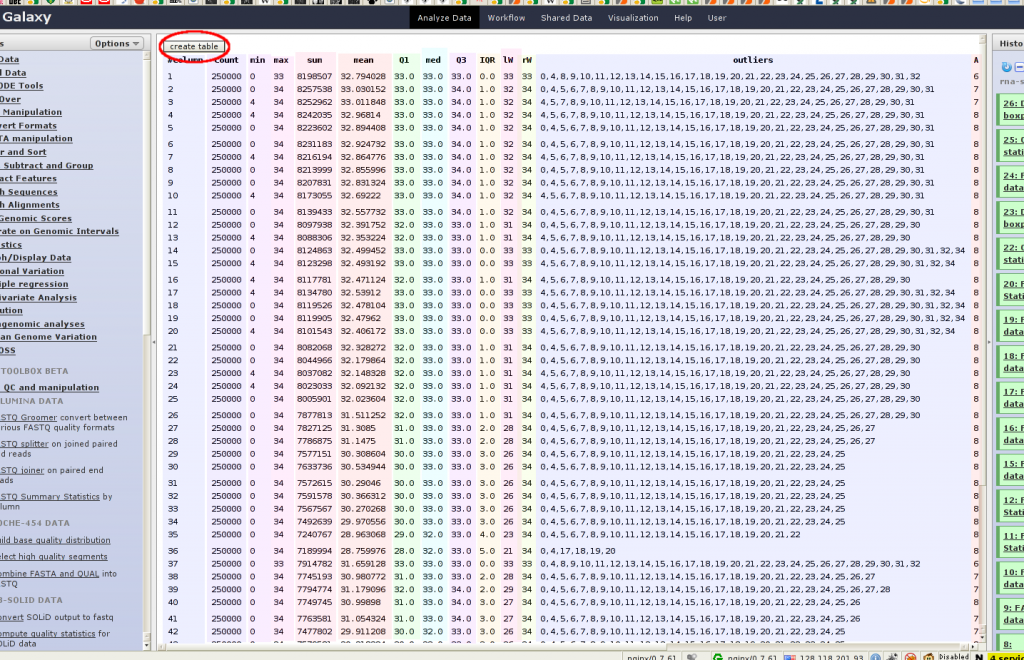 Galaxy
Analyze Data Workflow Shared Data Visualization Help User
Options
Data
Data
ODE Tools
Over
Manipulation
vert Formats
TA manipulation
r and Sort
Subtract and Group
act Features
h Sequences
h Alignments
Genomic Scores
rate on Genomic Intervals
stics
ph/Display Data
onal Variation
iple regression
ivariate Analysis
ution
agenomic analyses
an Genome Variation
OSS
TOOLBOX BETA
QC and manipulation
LUMINA DATA
ASTQ Groomer convert between
rious FASTQ quality formats
ASTQ splitter on joined paired
d reads
ASTQ joiner on paired end
ads
ASTQ Summary Statistics by
lumn
OCHE-454 DATA
uild base quality distribution
elect high quality segments
ombine FASTA and QUAL into
STQ
B-SOLID DATA
onvert SOLiD output to fastq
ompute quality statistics for
OLiD data
create table
#column count min max sum mean Q1 med Q3 IQR lW rW outliers A
1 250000 0 33 8198507 32.794028 33.0 33.0 33.0 0.0 33 33 0,4,8,9,10,11,12,13,14,15,16,17,18,19,20,21,22,23,24,25,26,27,28,29,30,31,32 6
2 250000 0 34 8257538 33.030152 33.0 33.0 34.0 1.0 32 34 0,4,5,6,7,8,9,10,11,12,13,14,15,16,17,18,19,20,21,22,23,24,25,26,27,28,29,30,31 7
3 250000 4 34 8252962 33.011848 33.0 33.0 34.0 1.0 32 34 4,5,7,8,9,10,11,12,13,14,15,16,17,18,19,20,21,22,23,24,25,26,27,28,29,30,31 7
4 250000 4 34 8242035 32.96814 33.0 33.0 34.0 1.0 32 34 4,5,6,7,8,9,10,11,12,13,14,15,16,17,18,19,20,21,22,23,24,25,26,27,28,29,30,31 8
5 250000 0 34 8223602 32.894408 33.0 33.0 34.0 1.0 32 34 0,4,5,6,7,8,9,10,11,12,13,14,15,16,17,18,19,20,21,22,23,24,25,26,27,28,29,30,31 8
6 250000 0 34 8231183 32.924732 33.0 33.0 34.0 1.0 32 34 0,4,5,6,7,8,9,10,11,12,13,14,15,16,17,18,19,20,21,22,23,24,25,26,27,28,29,30,31 8
7 250000 4 34 8216194 32.864776 33.0 33.0 34.0 1.0 32 34 4,5,6,7,8,9,10,11,12,13,14,15,16,17,18,19,20,21,22,23,24,25,26,27,28,29,30,31 8
8 250000 4 34 8213999 32.855996 33.0 33.0 34.0 1.0 32 34 4,5,6,7,8,9,10,11,12,13,14,15,16,17,18,19,20,21,22,23,24,25,26,27,28,29,30,31 8
9 250000 4 34 8207831 32.831324 33.0 33.0 34.0 1.0 32 34 4,5,6,7,8,9,10,11,12,13,14,15,16,17,18,19,20,21,22,23,24,25,26,27,28,29,30,31 8
10 250000 4 34 8173055 32.69222 33.0 33.0 34.0 1.0 32 34 4,5,6,7,8,9,10,11,12,13,14,15,16,17,18,19,20,21,22,23,24,25,26,27,28,29,30,31 8
11 250000 0 34 8139433 32.557732 33.0 33.0 34.0 1.0 32 34 0,4,5,6,7,8,9,10,11,12,13,14,15,16,17,18,19,20,21,22,23,24,25,26,27,28,29,30,31 8
12 250000 0 34 8097938 32.391752 32.0 33.0 33.0 1.0 31 34 0,4,5,6,7,8,9,10,11,12,13,14,15,16,17,18,19,20,21,22,23,24,25,26,27,28,29,30 8
13 250000 4 34 8088306 32.353224 32.0 33.0 33.0 1.0 31 34 4,5,6,7,8,9,10,11,12,13,14,15,16,17,18,19,20,21,22,23,24,25,26,27,28,29,30 8
14 250000 0 34 8124863 32.499452 33.0 33.0 33.0 0.0 33 33 0,4,5,6,7,8,9,10,11,12,13,14,15,16,17,18,19,20,21,22,23,24,25,26,27,28,29,30,31,32,34 8
15 250000 4 34 8123298 32.493192 33.0 33.0 33.0 0.0 33 33 4,5,6,7,8,9,10,11,12,13,14,15,16,17,18,19,20,21,22,23,24,25,26,27,28,29,30,31,32,34 8
16 250000 0 34 8117781 32.471124 32.0 33.0 33.0 1.0 31 34 0,4,5,6,7,8,9,10,11,12,13,14,15,16,17,18,19,20,21,22,23,24,25,26,27,28,29,30 8
17 250000 4 34 8134780 32.53912 33.0 33.0 33.0 0.0 33 33 4,5,6,7,8,9,10,11,12,13,14,15,16,17,18,19,20,21,22,23,24,25,26,27,28,29,30,31,32,34 8
18 250000 0 34 8119526 32.478104 33.0 33.0 33.0 0.0 33 33 0,4,5,6,7,8,9,10,11,12,13,14,15,16,17,18,19,20,21,22,23,24,25,26,27,28,29,30,31,32,34 8
19 250000 0 34 8119905 32.47962 33.0 33.0 33.0 0.0 33 33 0,4,5,6,7,8,9,10,11,12,13,14,15,16,17,18,19,20,21,22,23,24,25,26,27,28,29,30,31,32,34 8
20 250000 4 34 8101543 32.406172 33.0 33.0 33.0 0.0 33 33 4,5,6,7,8,9,10,11,12,13,14,15,16,17,18,19,20,21,22,23,24,25,26,27,28,29,30,31,32,34 8
21 250000 0 34 8082068 32.328272 32.0 33.0 33.0 1.0 31 34 0,4,5,6,7,8,9,10,11,12,13,14,15,16,17,18,19,20,21,22,23,24,25,26,27,28,29,30 8
22 250000 0 34 8044966 32.179864 32.0 33.0 33.0 1.0 31 34 0,4,5,6,7,8,9,10,11,12,13,14,15,16,17,18,19,20,21,22,23,24,25,26,27,28,29,30 8
23 250000 4 34 8037082 32.148328 32.0 33.0 33.0 1.0 31 34 4,5,6,7,8,9,10,11,12,13,14,15,16,17,18,19,20,21,22,23,24,25,26,27,28,29,30 8
24 250000 4 34 8023033 32.092132 32.0 33.0 33.0 1.0 31 34 4,5,6,7,8,9,10,11,12,13,14,15,16,17,18,19,20,21,22,23,24,25,26,27,28,29,30 8
25 250000 0 34 8005901 32.023604 32.0 33.0 33.0 1.0 31 34 0,4,5,6,7,8,9,10,11,12,13,14,15,16,17,18,19,20,21,22,23,24,25,26,27,28,29,30 8
26 250000 0 34 7877813 31.511252 32.0 33.0 33.0 1.0 31 34 0,4,5,6,7,8,9,10,11,12,13,14,15,16,17,18,19,20,21,22,23,24,25,26,27,28,29,30 8
27 250000 0 34 7827125 31.3085 31.0 33.0 33.0 2.0 28 34 0,4,5,6,7,8,9,10,11,12,13,14,15,16,17,18,19,20,21,22,23,24,25,26,27 8
28 250000 0 34 7786875 31.1475 31.0 33.0 33.0 2.0 28 34 0,4,5,6,7,8,9,10,11,12,13,14,15,16,17,18,19,20,21,22,23,24,25,26,27 8
29 250000 0 34 7577151 30.308604 30.0 33.0 33.0 3.0 26 34 0,4,5,6,7,8,9,10,11,12,13,14,15,16,17,18,19,20,21,22,23,24,25 8
30 250000 0 34 7633736 30.534944 30.0 33.0 33.0 3.0 26 34 0,4,5,6,7,8,9,10,11,12,13,14,15,16,17,18,19,20,21,22,23,24,25 8
31 250000 0 34 7572615 30.29046 30.0 33.0 33.0 3.0 26 34 0,4,5,6,7,8,9,10,11,12,13,14,15,16,17,18,19,20,21,22,23,24,25 8
32 250000 0 34 7591578 30.366312 30.0 33.0 33.0 3.0 26 34 0,4,5,6,7,8,9,10,11,12,13,14,15,16,17,18,19,20,21,22,23,24,25 8
33 250000 0 34 7567567 30.270268 30.0 33.0 33.0 3.0 26 34 0,4,5,6,7,8,9,10,11,12,13,14,15,16,17,18,19,20,21,22,23,24,25 8
34 250000 0 34 7492639 29.970556 30.0 33.0 33.0 3.0 26 34 0,4,5,6,7,8,9,10,11,12,13,14,15,16,17,18,19,20,21,22,23,24,25 8
35 250000 0 34 7240767 28.963068 29.0 32.0 33.0 4.0 23 34 0,4,5,6,7,8,9,10,11,12,13,14,15,16,17,18,19,20,21,22 8
36 250000 0 34 7189994 28.759976 28.0 32.0 33.0 5.0 21 34 0,4,17,18,19,20 8
37 250000 0 34 7914782 31.659128 33.0 33.0 33.0 0.0 33 33 0,4,5,6,7,8,9,10,11,12,13,14,15,16,17,18,19,20,21,22,23,24,25,26,27,28,29,30,31,32 6
38 250000 0 34 7745193 30.980772 31.0 33.0 33.0 2.0 28 34 0,4,5,6,7,8,9,10,11,12,13,14,15,16,17,18,19,20,21,22,23,24,25,26,27 7
39 250000 0 34 7794774 31.179096 32.0 33.0 34.0 2.0 29 34 0,4,5,6,7,8,9,10,11,12,13,14,15,16,17,18,19,20,21,22,23,24,25,26,27,28 7
40 250000 0 34 7749745 30.99898 31.0 33.0 34.0 3.0 27 34 0,4,5,6,7,8,9,10,11,12,13,14,15,16,17,18,19,20,21,22,23,24,25,26 8
41 250000 0 34 7763581 31.054324 31.0 33.0 34.0 3.0 27 34 0,4,5,6,7,8,9,10,11,12,13,14,15,16,17,18,19,20,21,22,23,24,25,26 8
42 250000 0 34 7477802 29.911208 30.0 33.0 33.0 3.0 26 34 0,4,5,6,7,8,9,10,11,12,13,14,15,16,17,18,19,20,21,22,23,24,25 8
Histo
rna-s
26:
boxp
25:
stati
24: F
data
23:
boxp
22:
stati
20: F
stati
19: F
data
18: F
data
17: F
data
16: F
data
15: F
data
12: F
Stati
11: F
Stati
10: F
data
9: FA
data
8:
nginx/0.7.61 nginx/0.7.61 128.118.201.93 Disabled N 4 servic